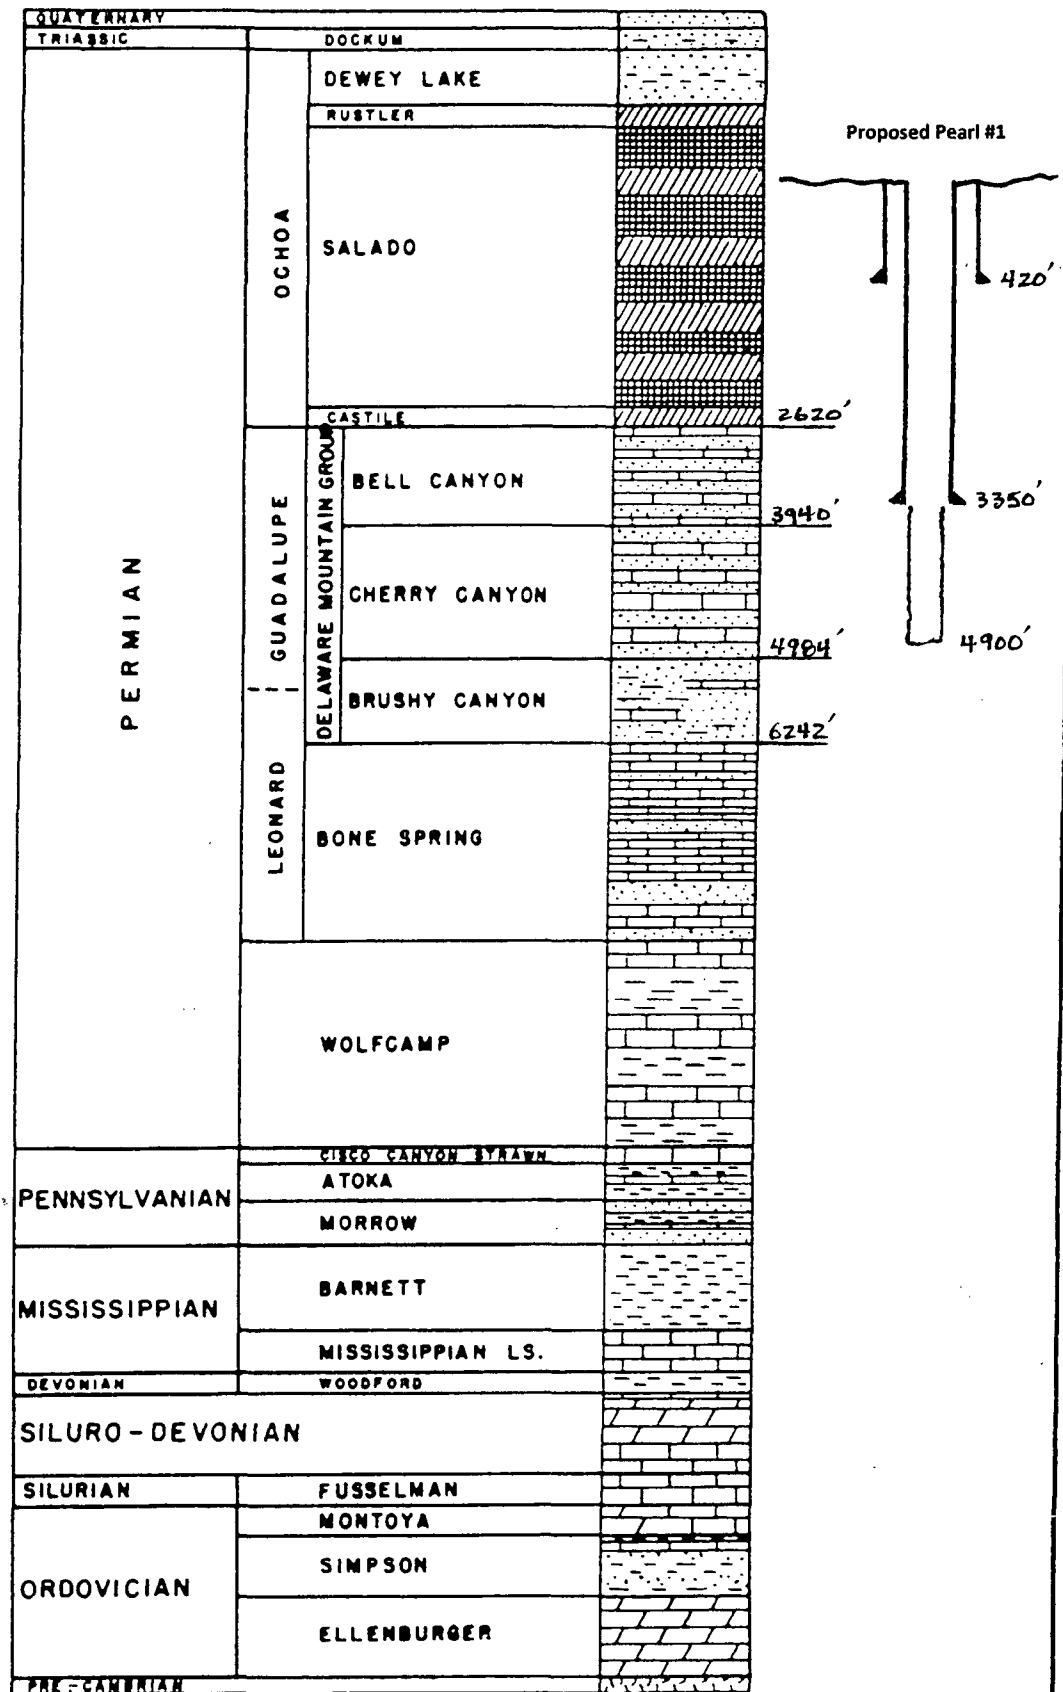 QUATERNARY
TRIASSIC DOCKUM
DEWEY LAKE
RUSTLER
Proposed Pearl #1
OCHOA
SALADO
420'
CASTILE
2620'
PERMIAN
GUADALUPE
DELAWARE MOUNTAIN GROUP
BELL CANYON
3350'
3940'
CHERRY CANYON
4984'
4900'
BRUSHY CANYON
6242'
LEONARD
BONE SPRING
WOLFCAMP
PENNSYLVANIAN
CISCO CANYON STRAWN
ATOKA
MORROW
MISSISSIPPIAN
BARNETT
MISSISSIPPIAN LS.
DEVONIAN WOODFORD
SILURO-DEVONIAN
SILURIAN FUSSELMAN
ORDOVICIAN
MONTOYA
SIMPSON
ELLENBURGER
PRE-CAMBRIAN